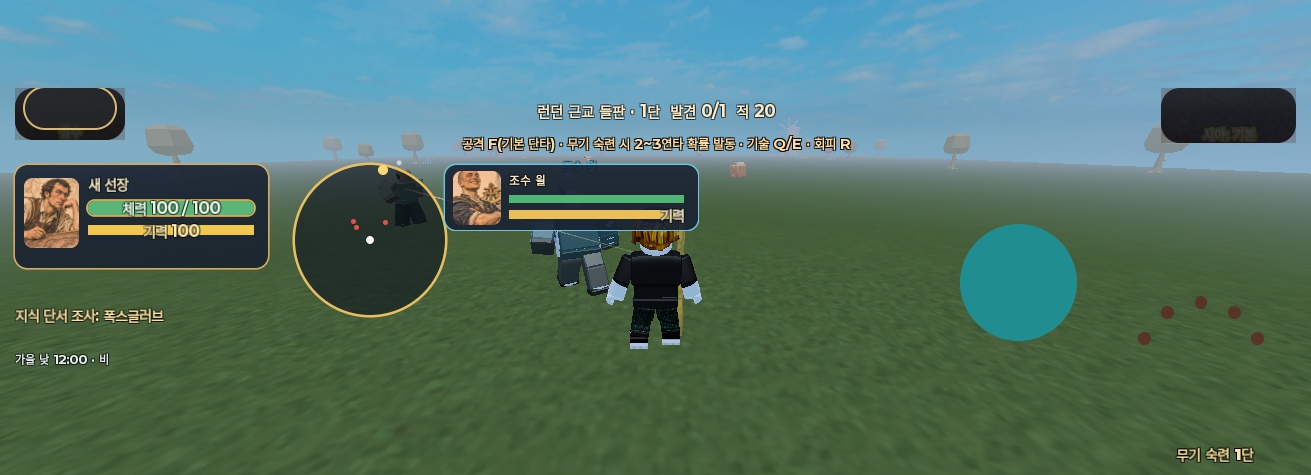 런던 근교 들판 · 1단 발견 0/1 적 20
공격 F(기본 단타) · 무기 숙련 시 2~3연타 확률 발동 · 기술 Q/E · 회피 R
새 선장
체력 100 / 100
기력 100
조수 윌
기력
지식 단서 조사: 폭스글러브
가을 낮 12:00 · 비
무기 숙련 1단